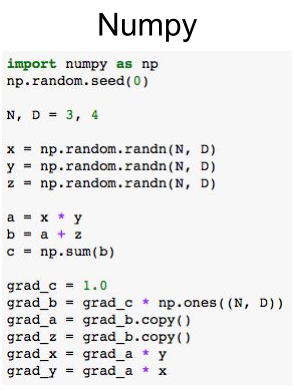 Numpy
import numpy as np
np.random.seed(0)
N, D = 3, 4
x = np.random.randn(N, D)
y = np.random.randn(N, D)
z = np.random.randn(N, D)
a = x * y
b = a + z
c = np.sum(b)
grad_c = 1.0
grad_b = grad_c * np.ones((N, D))
grad_a = grad_b.copy()
grad_z = grad_b.copy()
grad_x = grad_a * y
grad_y = grad_a * x